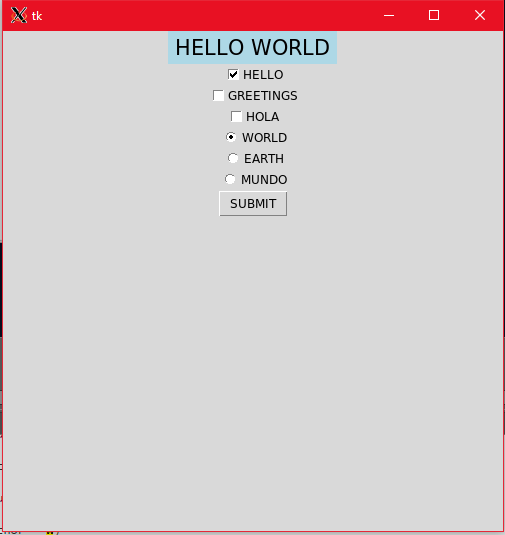 tk
HELLO WORLD
HELLO
GREETINGS
HOLA
WORLD
EARTH
MUNDO
SUBMIT